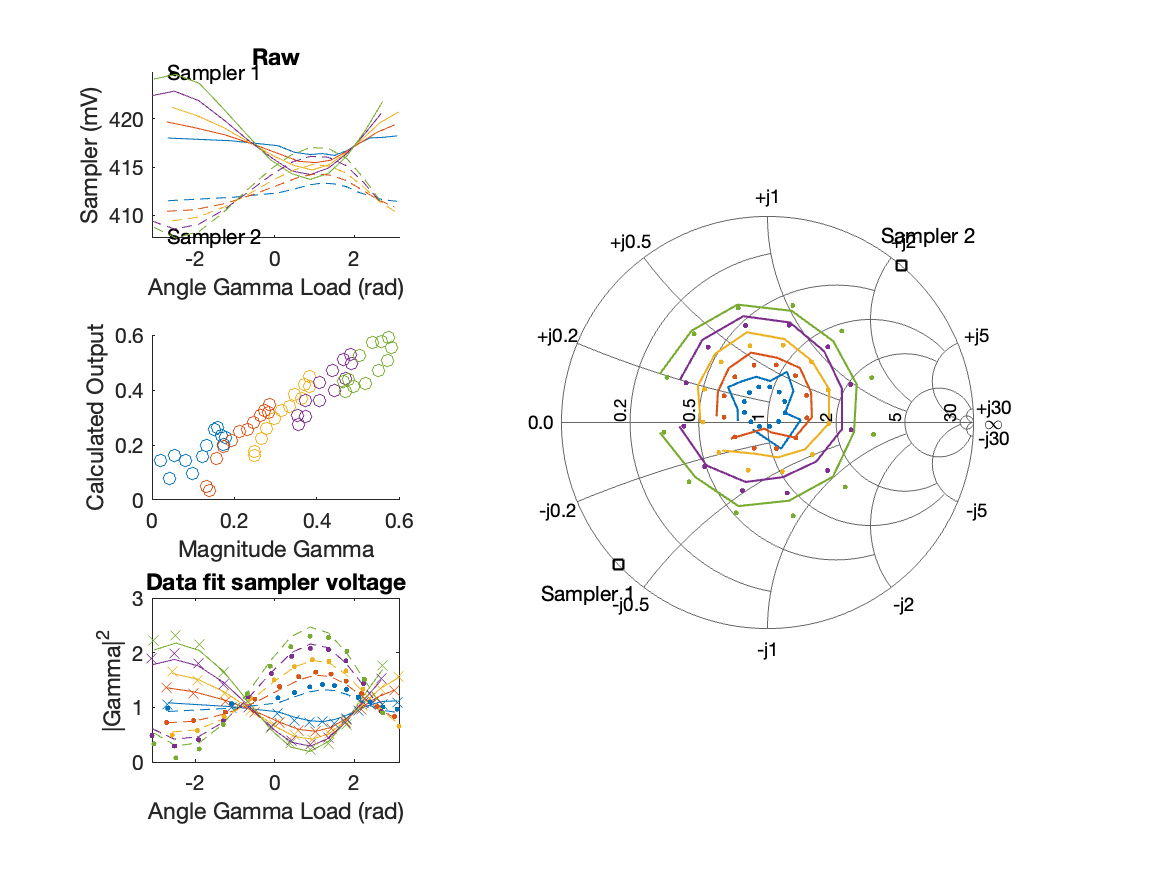 Raw
Sampler 1
420
415
410
Sampler (mV)
Sampler 2
-2
0
2
Angle Gamma Load (rad)
0.6
0.4
0.2
0
Calculated Output
0
0.2
0.4
0.6
Magnitude Gamma
Data fit sampler voltage
3
2
1
0
|Gamma|²
-2
0
2
Angle Gamma Load (rad)
+j1
Sampler 2
+j2
+j0.5
+j5
+j0.2
0.0
0.2
0.5
1
2
5
30
+j30
∞
-j30
-j0.2
-j5
Sampler 1
-j0.5
-j2
-j1